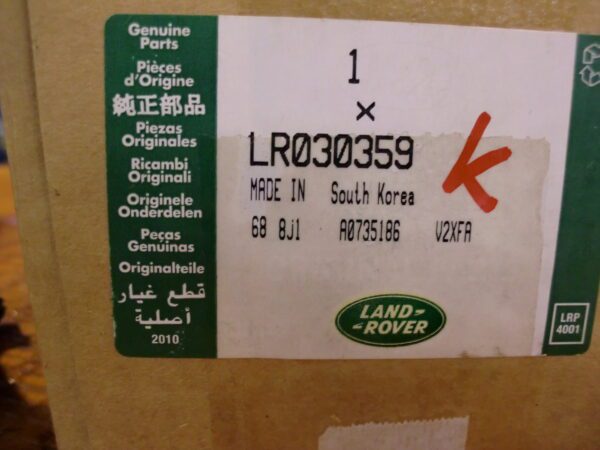 Genuine
Parts
Pièces
d'Origine
純正部品
Piezas
Originales
Ricambi
Originali
Originele
Onderdelen
Peças
Genúinas
Originalteile
قطع غيار
أصلية
2010
1
×
LR030359
K
MADE IN South Korea
68 8J1 A0735186 V2XFA
LAND-
-ROVER
LRP
4001